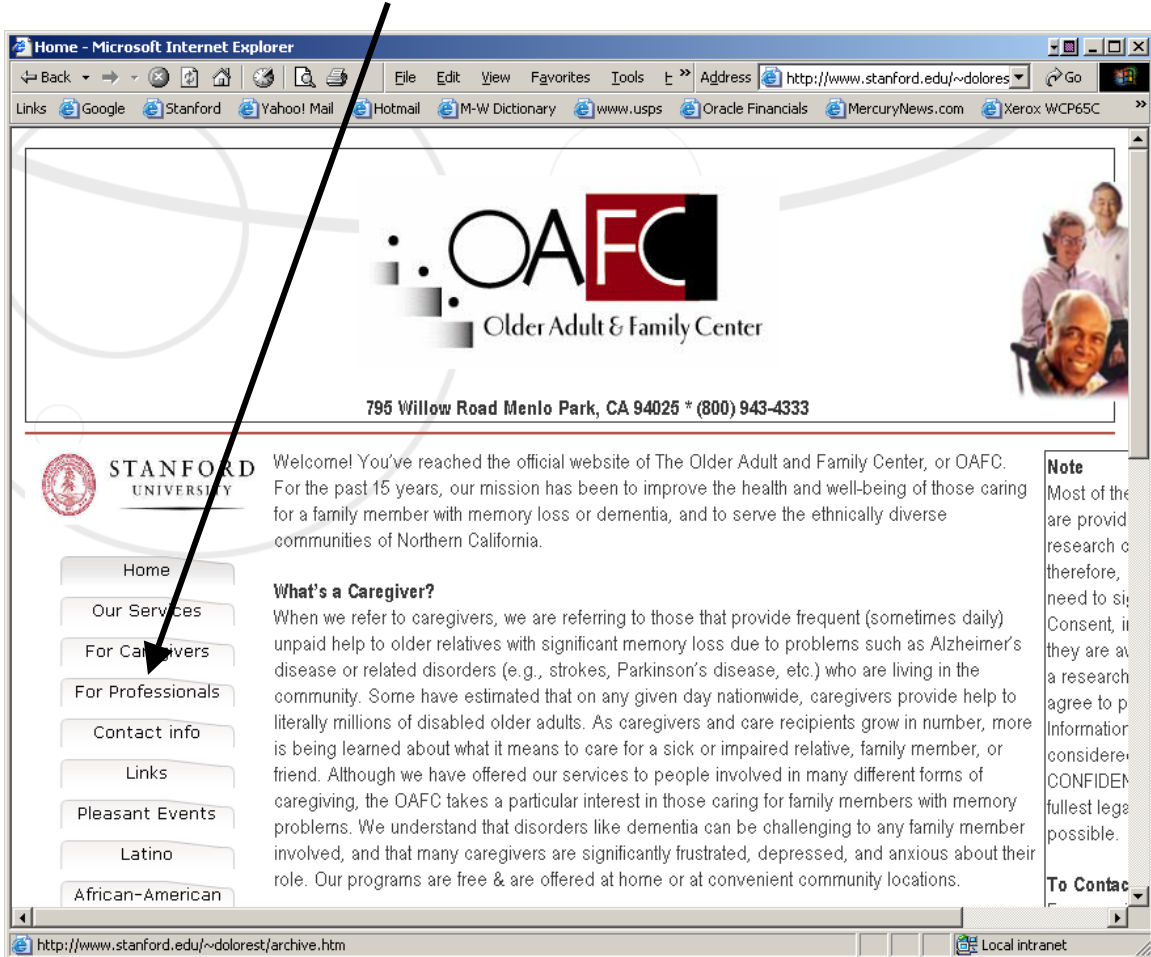 Home - Microsoft Internet Explorer
Back File Edit View Favorites Tools Address http://www.stanford.edu/~dolores Go
Links Google Stanford Yahoo! Mail Hotmail M-W Dictionary www.usps Oracle Financials MercuryNews.com Xerox WCP65C
OAFC
Older Adult & Family Center
795 Willow Road Menlo Park, CA 94025 * (800) 943-4333
STANFORD
UNIVERSITY
Home
Our Services
For Caregivers
For Professionals
Contact info
Links
Pleasant Events
Latino
African-American
Welcome! You've reached the official website of The Older Adult and Family Center, or OAFC.
For the past 15 years, our mission has been to improve the health and well-being of those caring
for a family member with memory loss or dementia, and to serve the ethnically diverse
communities of Northern California.
What's a Caregiver?
When we refer to caregivers, we are referring to those that provide frequent (sometimes daily)
unpaid help to older relatives with significant memory loss due to problems such as Alzheimer's
disease or related disorders (e.g., strokes, Parkinson's disease, etc.) who are living in the
community. Some have estimated that on any given day nationwide, caregivers provide help to
literally millions of disabled older adults. As caregivers and care recipients grow in number, more
is being learned about what it means to care for a sick or impaired relative, family member, or
friend. Although we have offered our services to people involved in many different forms of
caregiving, the OAFC takes a particular interest in those caring for family members with memory
problems. We understand that disorders like dementia can be challenging to any family member
involved, and that many caregivers are significantly frustrated, depressed, and anxious about their
role. Our programs are free & are offered at home or at convenient community locations.
Note
Most of the
are provid
research c
therefore,
need to si
Consent, i
they are av
a research
agree to p
Information
considere
CONFIDEN
fullest lega
possible.
To Contac
http://www.stanford.edu/~dolorest/archive.htm Local intranet